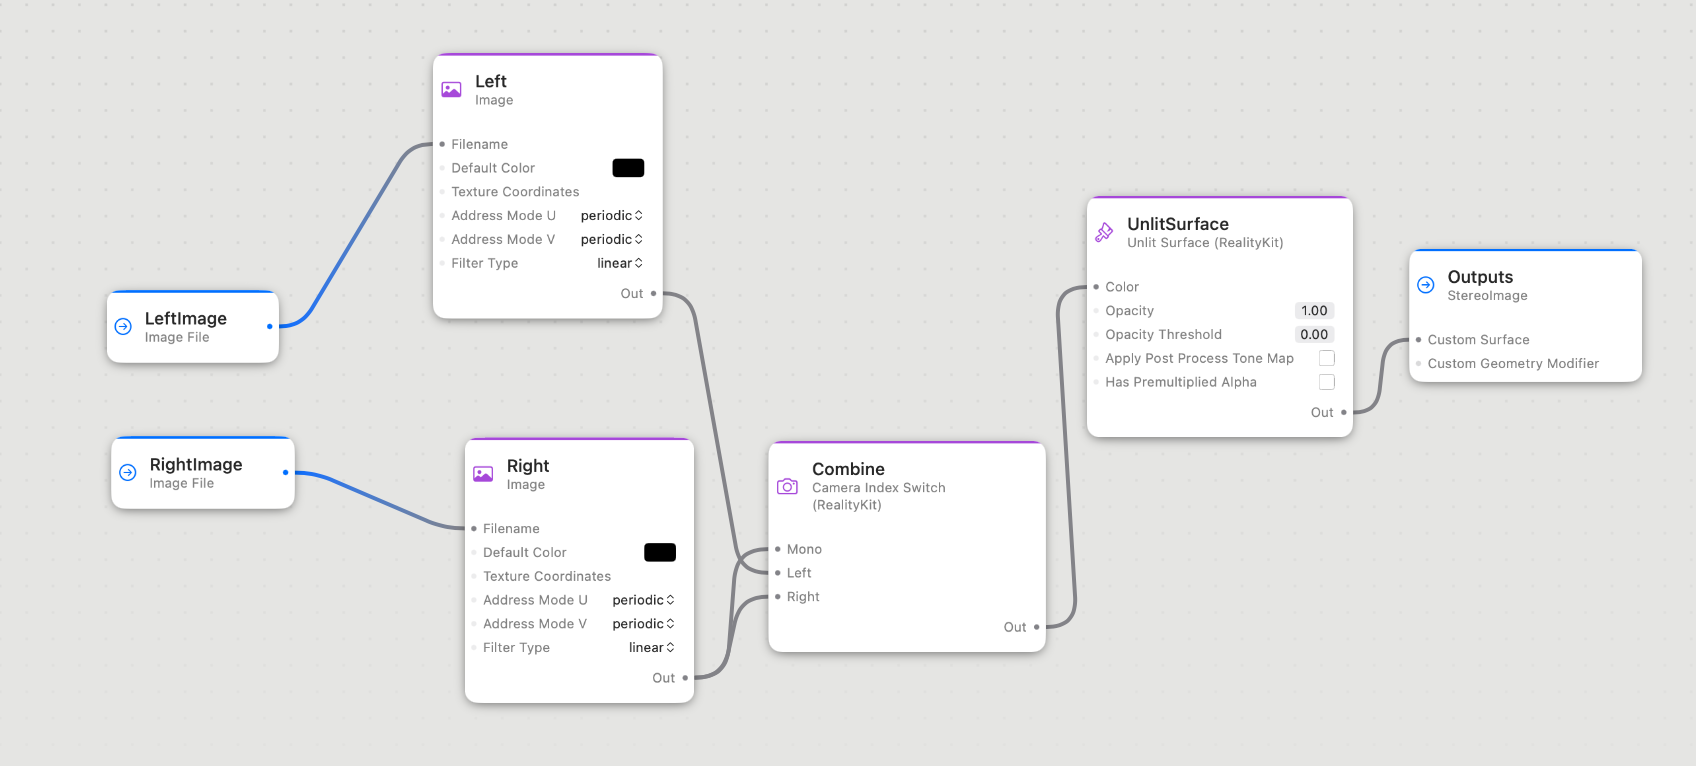 Left
Image
Filename
Default Color
Texture Coordinates
Address Mode U periodic
Address Mode V periodic
Filter Type linear
Out
LeftImage
Image File
RightImage
Image File
Right
Image
Filename
Default Color
Texture Coordinates
Address Mode U periodic
Address Mode V periodic
Filter Type linear
Out
Combine
Camera Index Switch
(RealityKit)
Mono
Left
Right
Out
UnlitSurface
Unlit Surface (RealityKit)
Color
Opacity 1.00
Opacity Threshold 0.00
Apply Post Process Tone Map
Has Premultiplied Alpha
Out
Outputs
StereoImage
Custom Surface
Custom Geometry Modifier